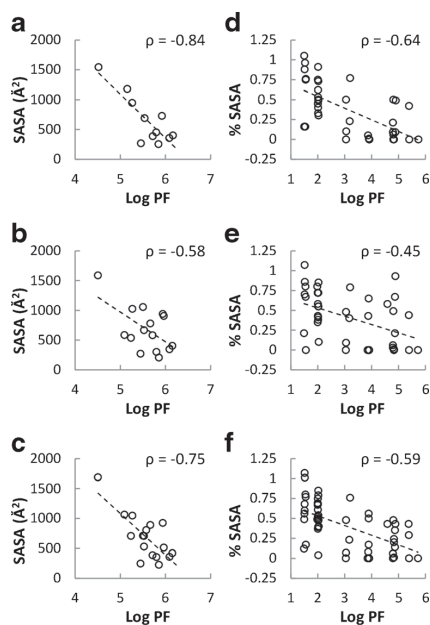 a
ρ = -0.84
SASA (Å²)
2000
1500
1000
500
0
4 5 6 7
Log PF
d
ρ = -0.64
% SASA
1.25
1
0.75
0.5
0.25
0
-0.25
1 2 3 4 5 6
Log PF
b
ρ = -0.58
SASA (Å²)
2000
1500
1000
500
0
4 5 6 7
Log PF
e
ρ = -0.45
% SASA
1.25
1
0.75
0.5
0.25
0
-0.25
1 2 3 4 5 6
Log PF
c
ρ = -0.75
SASA (Å²)
2000
1500
1000
500
0
4 5 6 7
Log PF
f
ρ = -0.59
% SASA
1.25
1
0.75
0.5
0.25
0
-0.25
1 2 3 4 5 6
Log PF